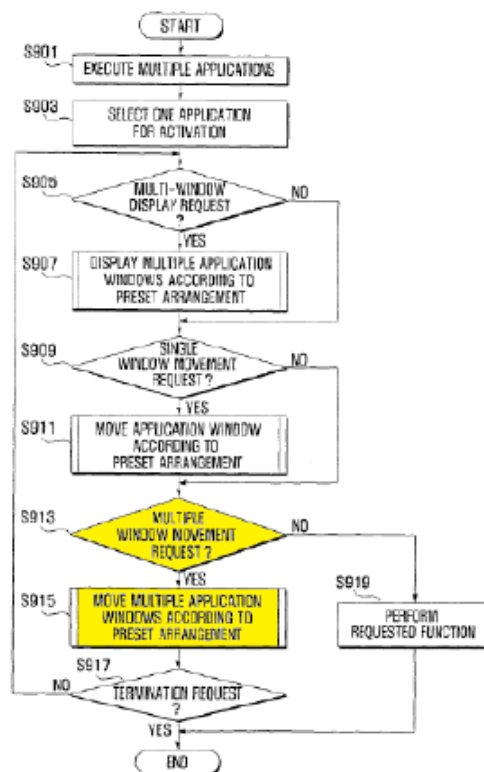 START
S901
EXECUTE MULTIPLE APPLICATIONS
S903
SELECT ONE APPLICATION
FOR ACTIVATION
S905
MULTI-WINDOW
DISPLAY REQUEST
?
NO
YES
S907
DISPLAY MULTIPLE APPLICATION
WINDOWS ACCORDING TO
PRESET ARRANGEMENT
S909
SINGLE
WINDOW MOVEMENT
REQUEST ?
NO
YES
S911
MOVE APPLICATION WINDOW
ACCORDING TO
PRESET ARRANGEMENT
S913
MULTIPLE
WINDOW MOVEMENT
REQUEST ?
NO
YES
S915
MOVE MULTIPLE APPLICATION
WINDOWS ACCORDING TO
PRESET ARRANGEMENT
S919
PERFORM
REQUESTED FUNCTION
S917
TERMINATION REQUEST
?
NO
YES
END